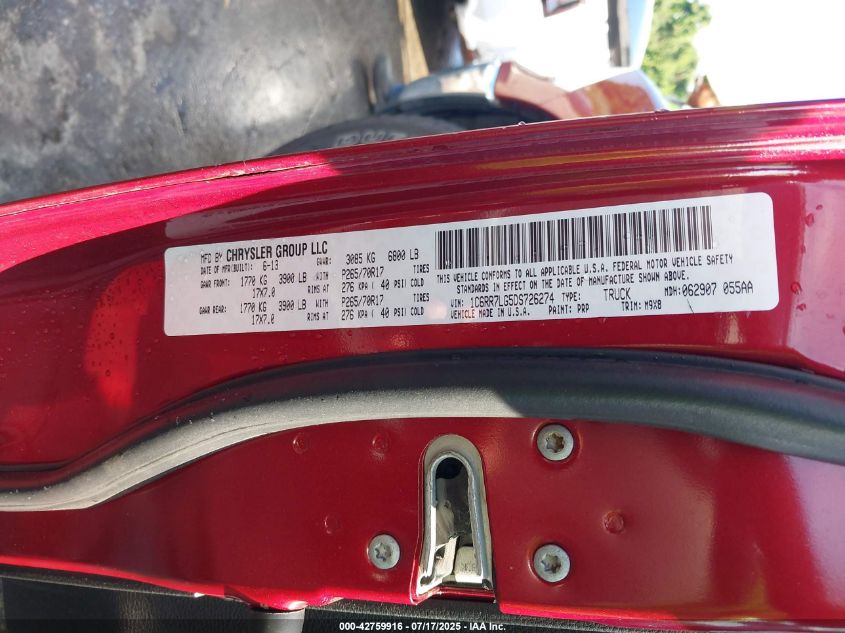 MFD BY CHRYSLER GROUP LLC
DATE OF MFR(BUILT): 6-13 GVWR: 3085 KG 6800 LB
GAWR FRONT: 1770 KG 3900 LB WITH P265/70R17 TIRES
17X7.0 RIMS AT 276 KPA ( 40 PSI) COLD
GAWR REAR: 1770 KG 3900 LB WITH P265/70R17 TIRES
17X7.0 RIMS AT 276 KPA ( 40 PSI) COLD
THIS VEHICLE CONFORMS TO ALL APPLICABLE U.S.A. FEDERAL MOTOR VEHICLE SAFETY
STANDARDS IN EFFECT ON THE DATE OF MANUFACTURE SHOWN ABOVE.
VIN: 1C6RR7LG5DS726274 TYPE: TRUCK MDH: 062907 055AA
VEHICLE MADE IN U.S.A. PAINT: PRP TRIM: M9X8
000-42759916 - 07/17/2025 - IAA Inc.